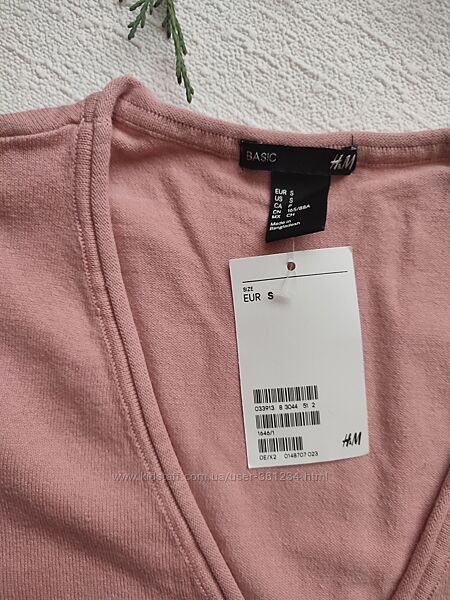 BASIC H&M
EUR S
US S
CA P
CN 165/88A
MX CH
Made in
Bangladesh
SIZE
EUR S
033913 8 3044 51 2
1646/1
H&M
OE/X2 0148707 023
www.kidstaff.com.ua/user-381234.html